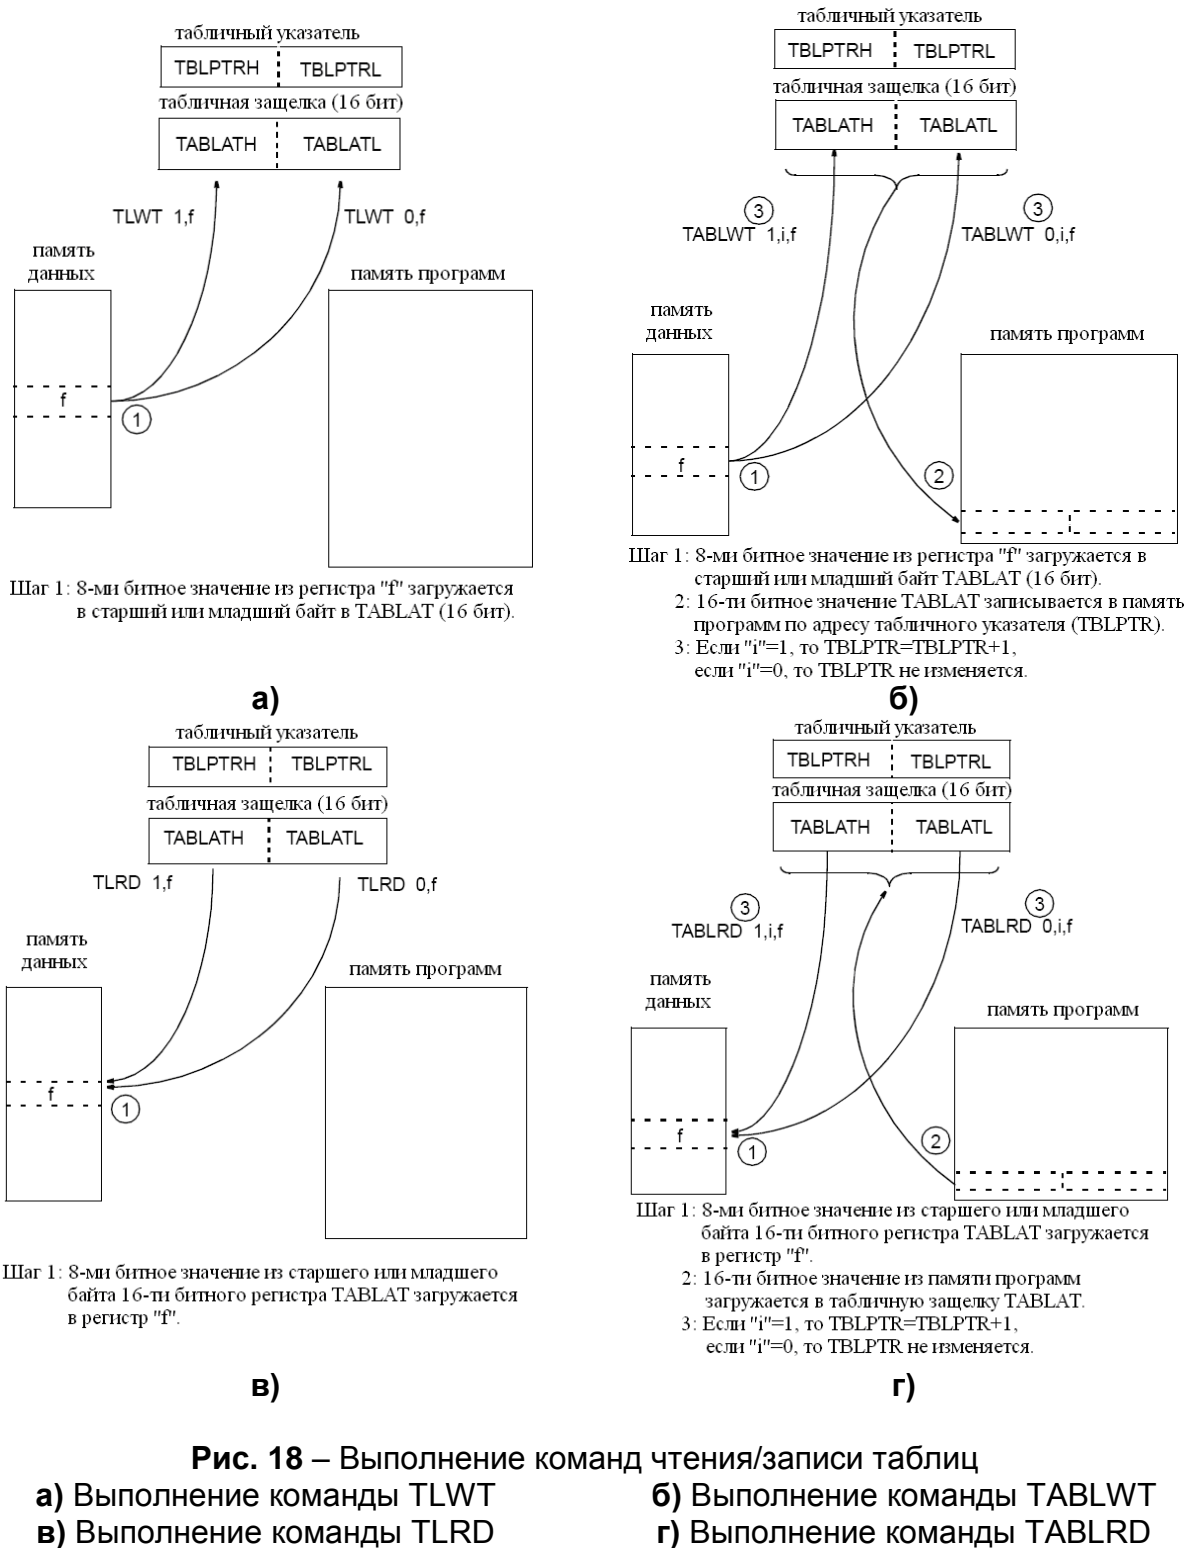 табличный указатель
TBLPTRH TBLPTRL
табличная защелка (16 бит)
TABLATH TABLATL
TLWT 1,f TLWT 0,f
память
данных
память программ
f
1
Шаг 1: 8-ми битное значение из регистра "f" загружается
в старший или младший байт в TABLAT (16 бит).
а)
табличный указатель
TBLPTRH TBLPTRL
табличная защелка (16 бит)
TABLATH TABLATL
3 3
TABLWT 1,i,f TABLWT 0,i,f
память
данных
память программ
f
1
2
Шаг 1: 8-ми битное значение из регистра "f" загружается в
старший или младший байт TABLAT (16 бит).
2: 16-ти битное значение TABLAT записывается в память
программ по адресу табличного указателя (TBLPTR).
3: Если "i"=1, то TBLPTR=TBLPTR+1,
если "i"=0, то TBLPTR не изменяется.
б)
табличный указатель
TBLPTRH TBLPTRL
табличная защелка (16 бит)
TABLATH TABLATL
TLRD 1,f TLRD 0,f
память
данных
память программ
f
1
Шаг 1: 8-ми битное значение из старшего или младшего
байта 16-ти битного регистра TABLAT загружается
в регистр "f".
в)
табличный указатель
TBLPTRH TBLPTRL
табличная защелка (16 бит)
TABLATH TABLATL
3 3
TABLRD 1,i,f TABLRD 0,i,f
память
данных
память программ
f
1
2
Шаг 1: 8-ми битное значение из старшего или младшего
байта 16-ти битного регистра TABLAT загружается
в регистр "f".
2: 16-ти битное значение из памяти программ
загружается в табличную защелку TABLAT.
3: Если "i"=1, то TBLPTR=TBLPTR+1,
если "i"=0, то TBLPTR не изменяется.
г)
Рис. 18 – Выполнение команд чтения/записи таблиц
а) Выполнение команды TLWT б) Выполнение команды TABLWT
в) Выполнение команды TLRD г) Выполнение команды TABLRD